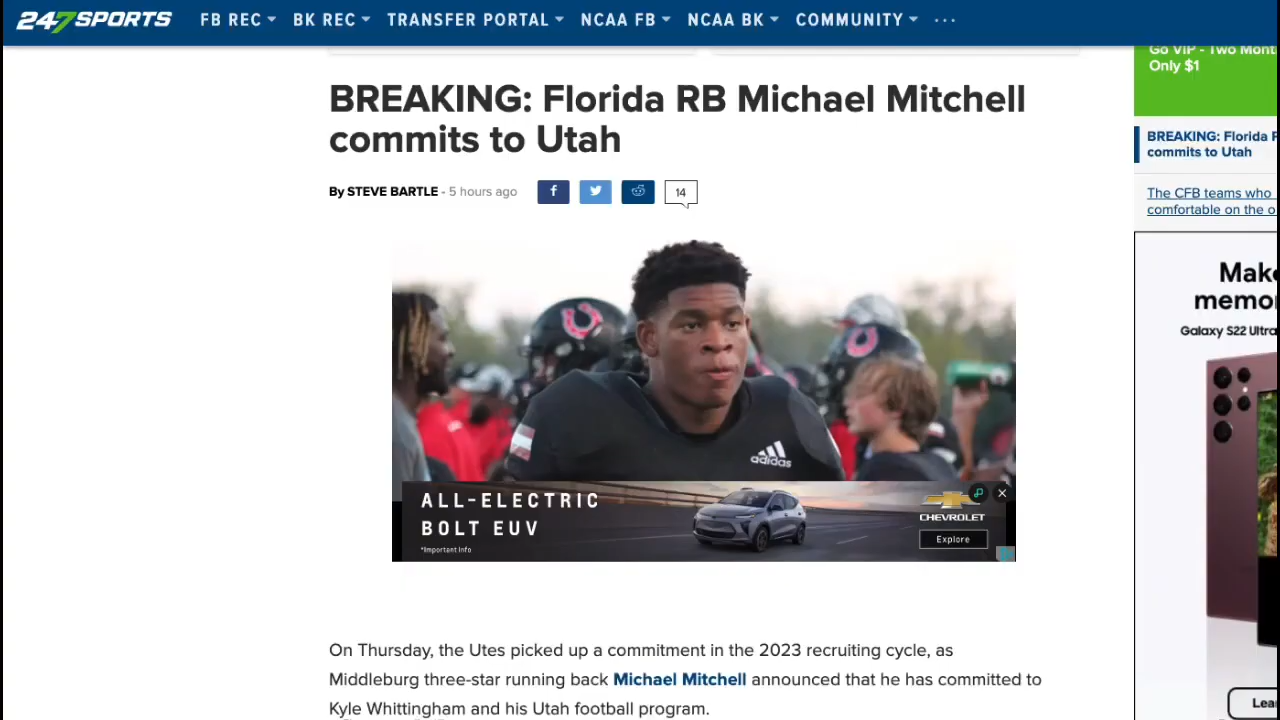 247SPORTS FB REC BK REC TRANSFER PORTAL NCAA FB NCAA BK COMMUNITY ...
Go VIP - Two Mont
Only $1
BREAKING: Florida RB Michael Mitchell
commits to Utah
By STEVE BARTLE - 5 hours ago 14
BREAKING: Florida
commits to Utah
The CFB teams who
comfortable on the o
adidas
ALL-ELECTRIC
BOLT EUV
*Important Info
CHEVROLET
Explore
Make
memo
Galaxy S22 Ultra
Lea
On Thursday, the Utes picked up a commitment in the 2023 recruiting cycle, as
Middleburg three-star running back Michael Mitchell announced that he has committed to
Kyle Whittingham and his Utah football program.